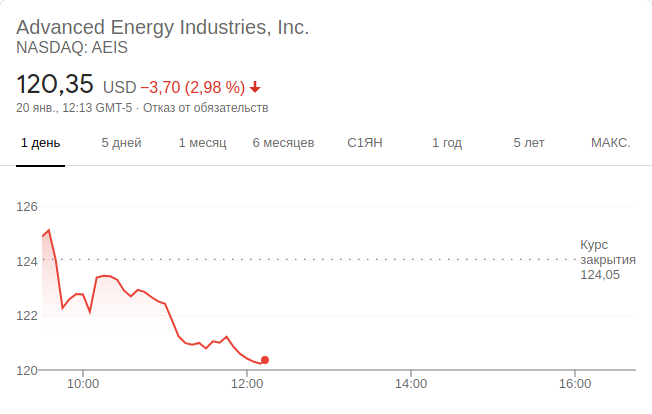 Advanced Energy Industries, Inc.
NASDAQ: AEIS
120,35 USD −3,70 (2,98 %)
20 янв., 12:13 GMT-5 · Отказ от обязательств
1 день 5 дней 1 месяц 6 месяцев С1ЯН 1 год 5 лет МАКС.
126
Курс
124 закрытия
124,05
122
120
10:00 12:00 14:00 16:00